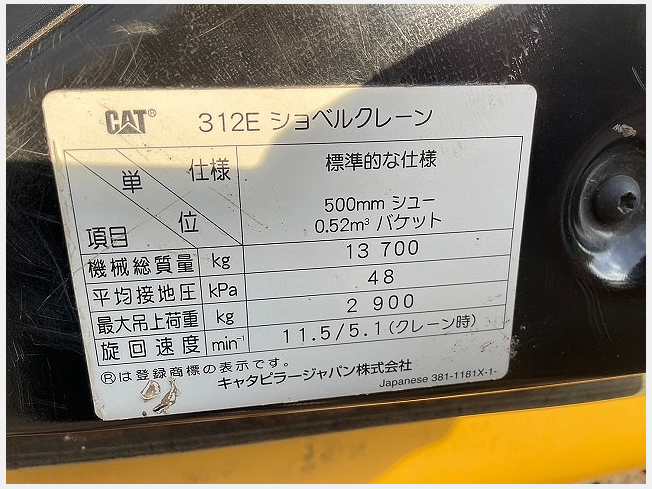 CAT® 312E ショベルクレーン
仕様
単
位
項目
標準的な仕様
500mm シュー
0.52m³ バケット
機械総質量 kg 13 700
平均接地圧 kPa 48
最大吊上荷重 kg 2 900
旋回速度 min⁻¹ 11.5/5.1(クレーン時)
Ⓡは登録商標の表示です。
キャタピラージャパン株式会社
Japanese 381-1181X-1-